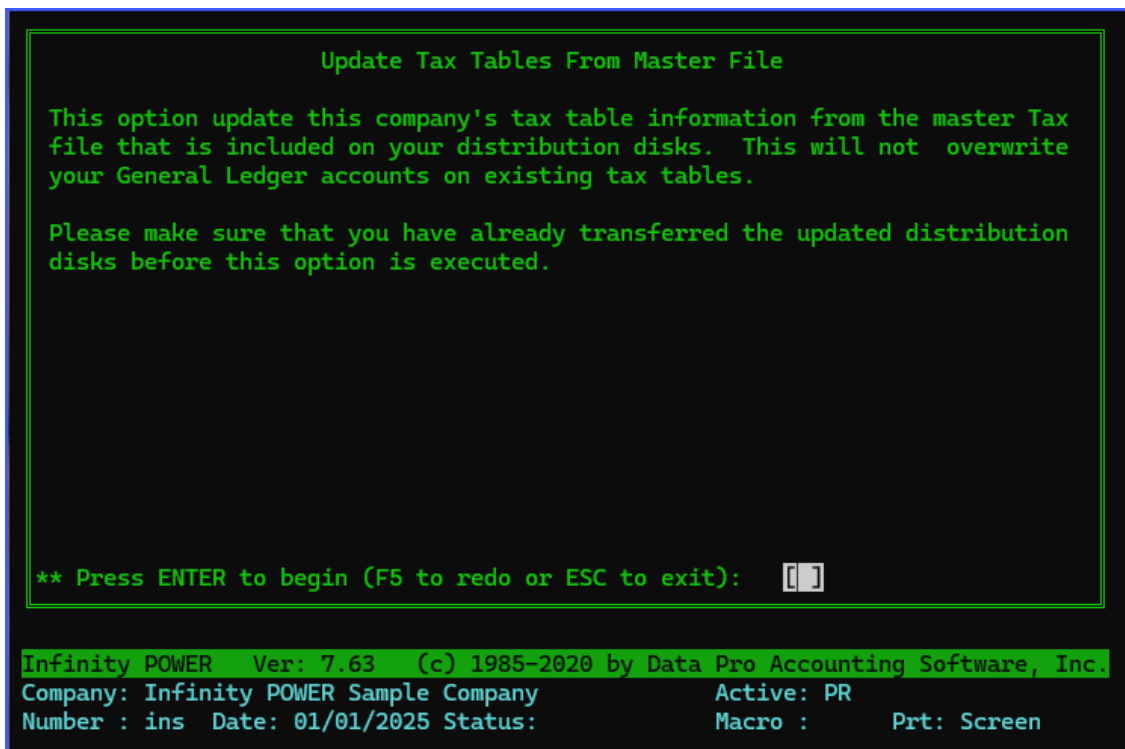 Update Tax Tables From Master File
This option update this company's tax table information from the master Tax
file that is included on your distribution disks.  This will not  overwrite
your General Ledger accounts on existing tax tables.
Please make sure that you have already transferred the updated distribution
disks before this option is executed.
** Press ENTER to begin (F5 to redo or ESC to exit):   [ ]
Infinity POWER   Ver: 7.63   (c) 1985-2020 by Data Pro Accounting Software, Inc.
Company: Infinity POWER Sample Company             Active: PR
Number : ins  Date: 01/01/2025 Status:             Macro :      Prt: Screen